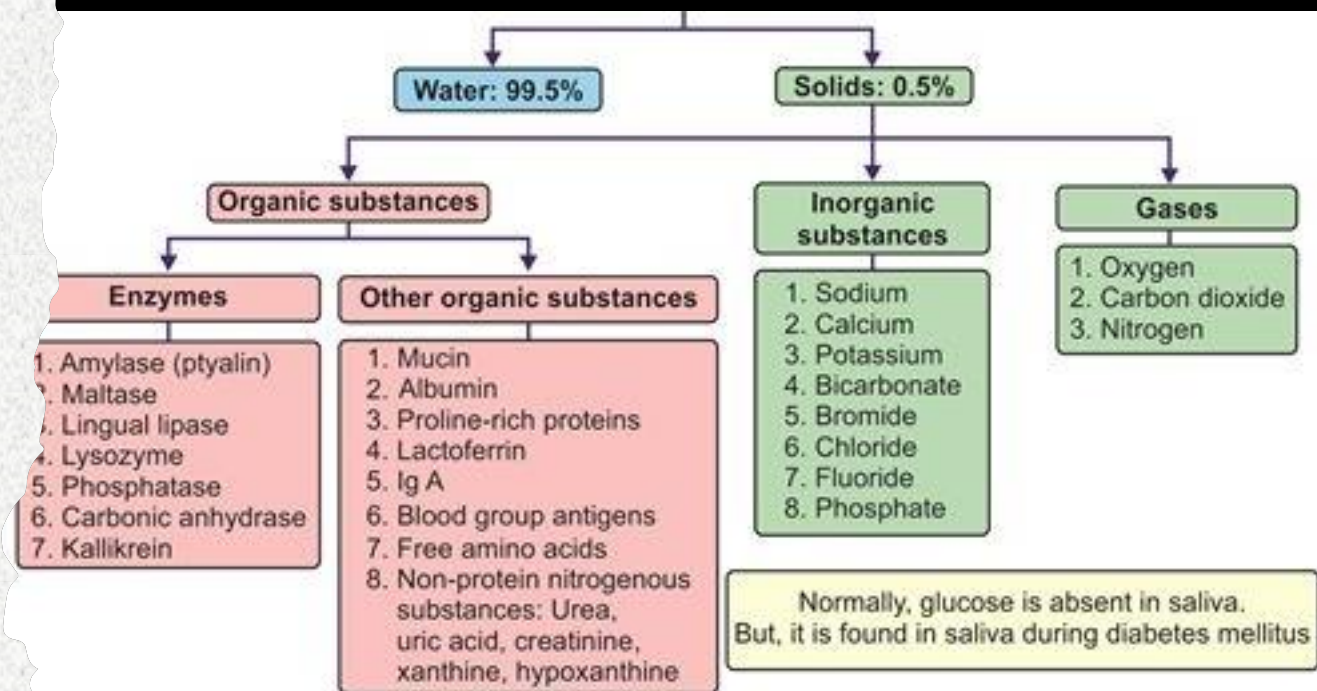 Water: 99.5%
Solids: 0.5%
Organic substances
Inorganic
substances
Gases
Enzymes
1. Amylase (ptyalin)
2. Maltase
3. Lingual lipase
4. Lysozyme
5. Phosphatase
6. Carbonic anhydrase
7. Kallikrein
Other organic substances
1. Mucin
2. Albumin
3. Proline-rich proteins
4. Lactoferrin
5. Ig A
6. Blood group antigens
7. Free amino acids
8. Non-protein nitrogenous
substances: Urea,
uric acid, creatinine,
xanthine, hypoxanthine
1. Sodium
2. Calcium
3. Potassium
4. Bicarbonate
5. Bromide
6. Chloride
7. Fluoride
8. Phosphate
1. Oxygen
2. Carbon dioxide
3. Nitrogen
Normally, glucose is absent in saliva.
But, it is found in saliva during diabetes mellitus